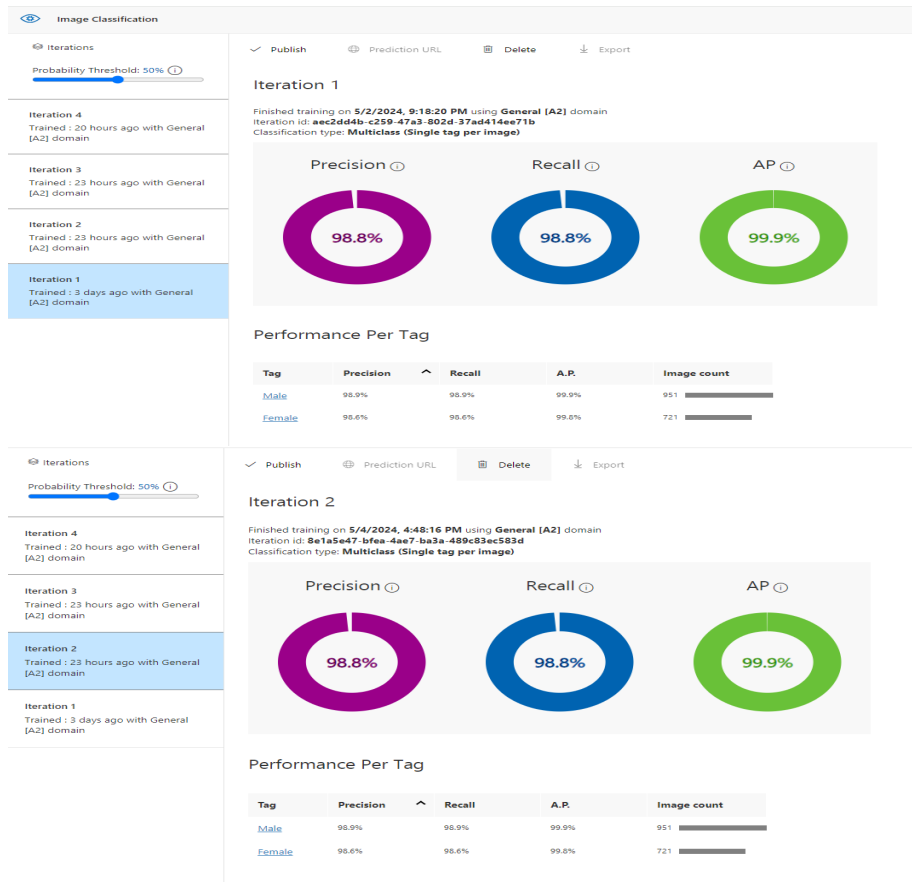 Image Classification
Iterations
Probability Threshold: 50%
Iteration 4
Trained : 20 hours ago with General
[A2] domain
Iteration 3
Trained : 23 hours ago with General
[A2] domain
Iteration 2
Trained : 23 hours ago with General
[A2] domain
Iteration 1
Trained : 3 days ago with General
[A2] domain
Publish Prediction URL Delete Export
Iteration 1
Finished training on 5/2/2024, 9:18:20 PM using General [A2] domain
Iteration id: aec2dd4b-c259-47a3-802d-37ad414ee71b
Classification type: Multiclass (Single tag per image)
Precision Recall AP
98.8% 98.8% 99.9%
Performance Per Tag
Tag Precision Recall A.P. Image count
Male 98.9% 98.9% 99.9% 951
Female 98.6% 98.6% 99.8% 721
Iterations
Probability Threshold: 50%
Iteration 4
Trained : 20 hours ago with General
[A2] domain
Iteration 3
Trained : 23 hours ago with General
[A2] domain
Iteration 2
Trained : 23 hours ago with General
[A2] domain
Iteration 1
Trained : 3 days ago with General
[A2] domain
Publish Prediction URL Delete Export
Iteration 2
Finished training on 5/4/2024, 4:48:16 PM using General [A2] domain
Iteration id: 8e1a5e47-bfea-4ae7-ba3a-489c83ec583d
Classification type: Multiclass (Single tag per image)
Precision Recall AP
98.8% 98.8% 99.9%
Performance Per Tag
Tag Precision Recall A.P. Image count
Male 98.9% 98.9% 99.9% 951
Female 98.6% 98.6% 99.8% 721